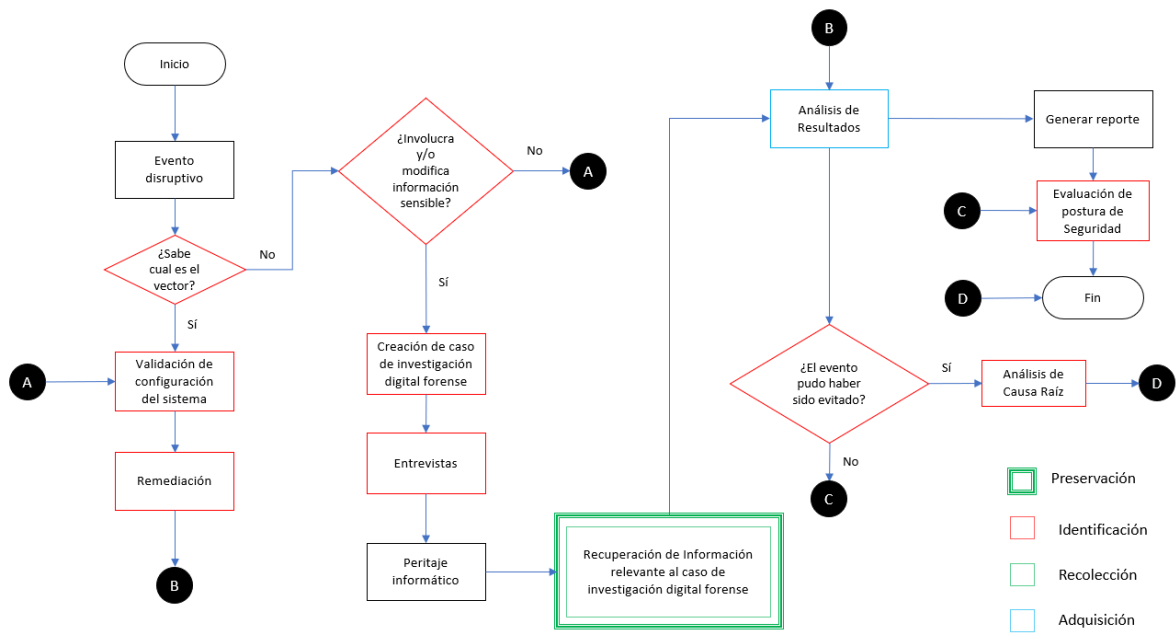 Inicio
Evento
disruptivo
¿Sabe
cual es el
vector?
No
Sí
A
Validación de
configuración
del sistema
Remediación
B
¿Involucra
y/o
modifica
información
sensible?
No
A
Sí
Creación de caso
de investigación
digital forense
Entrevistas
Peritaje
informático
Recuperación de Información
relevante al caso de
investigación digital forense
B
Análisis de
Resultados
Generar reporte
C
Evaluación de
postura de
Seguridad
D
Fin
¿El evento
pudo haber
sido evitado?
Sí
Análisis de
Causa Raíz
D
No
C
Preservación
Identificación
Recolección
Adquisición